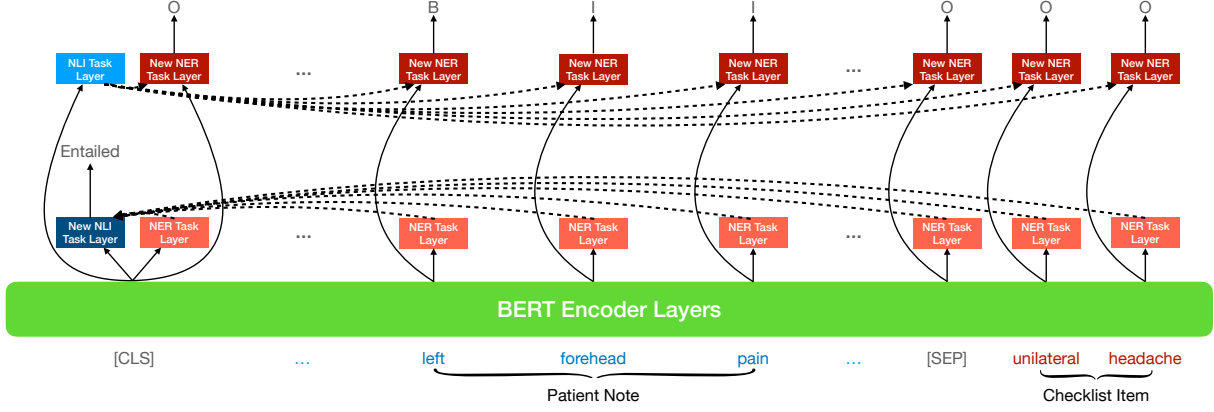 O B I I O O O
NLI Task Layer New NER Task Layer ... New NER Task Layer New NER Task Layer New NER Task Layer ... New NER Task Layer New NER Task Layer New NER Task Layer
Entailed
New NLI Task Layer NER Task Layer ... NER Task Layer NER Task Layer NER Task Layer ... NER Task Layer NER Task Layer NER Task Layer
BERT Encoder Layers
[CLS] ... left forehead pain ... [SEP] unilateral headache
Patient Note Checklist Item